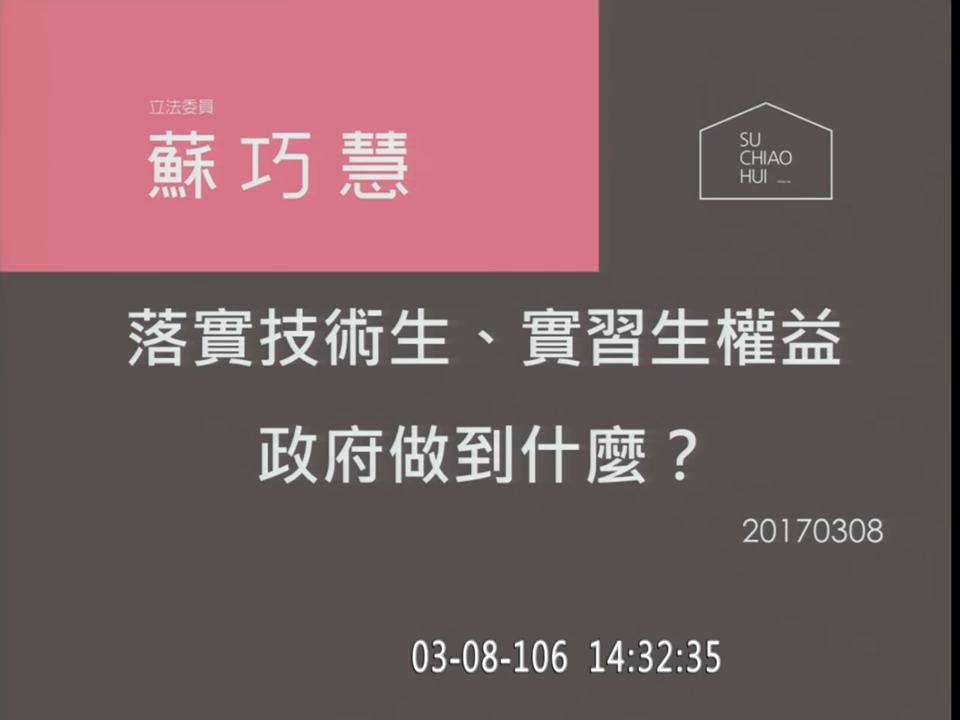 立法委員
蘇巧慧
SU
CHIAO
HUI
落實技術生、實習生權益
政府做到什麼？
20170308
03-08-106 14:32:35